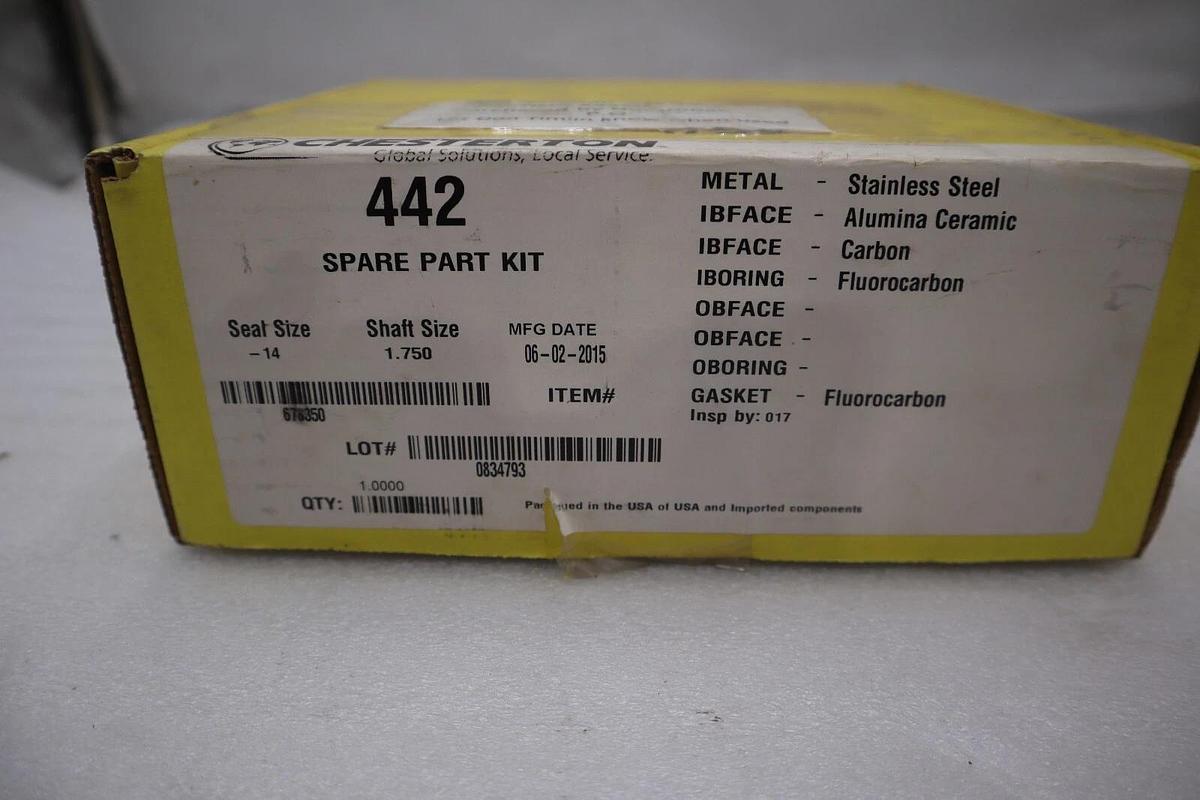 CHESTERTON
Global Solutions, Local Service.
442
SPARE PART KIT
Seal Size Shaft Size MFG DATE
-14 1.750 06-02-2015
ITEM#
678350
LOT#
0834793
1.0000
QTY:
METAL - Stainless Steel
IBFACE - Alumina Ceramic
IBFACE - Carbon
IBORING - Fluorocarbon
OBFACE -
OBFACE -
OBORING -
GASKET - Fluorocarbon
Insp by: 017
in the USA of USA and Imported components